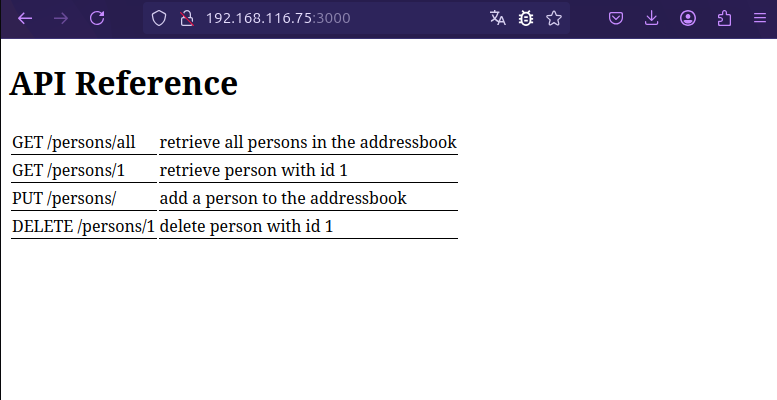 192.168.116.75:3000
API Reference
GET /persons/all retrieve all persons in the addressbook
GET /persons/1 retrieve person with id 1
PUT /persons/ add a person to the addressbook
DELETE /persons/1 delete person with id 1